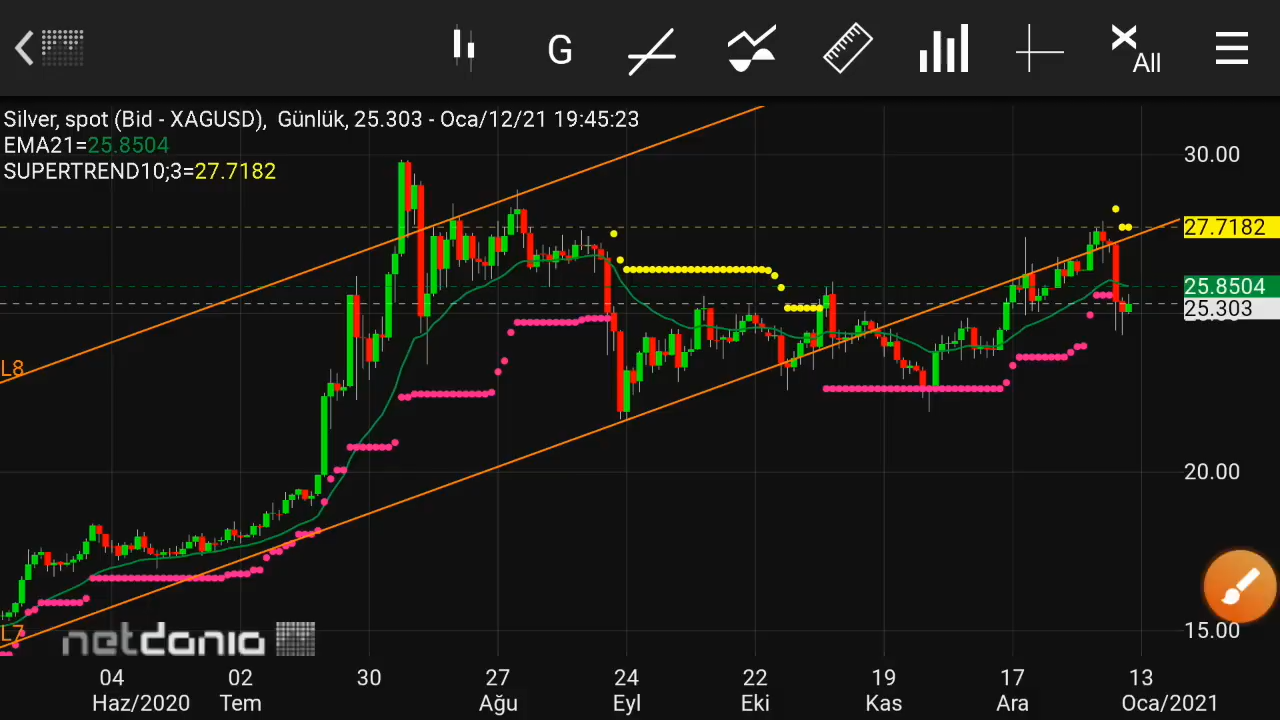 G
All
Silver, spot (Bid - XAGUSD), Günlük, 25.303 - Oca/12/21 19:45:23
EMA21=25.8504
SUPERTREND10;3=27.7182
30.00
27.7182
25.8504
25.303
L8
20.00
L7
netdania
15.00
04 02 30 27 24 22 19 17 13
Haz/2020 Tem Ağu Eyl Eki Kas Ara Oca/2021